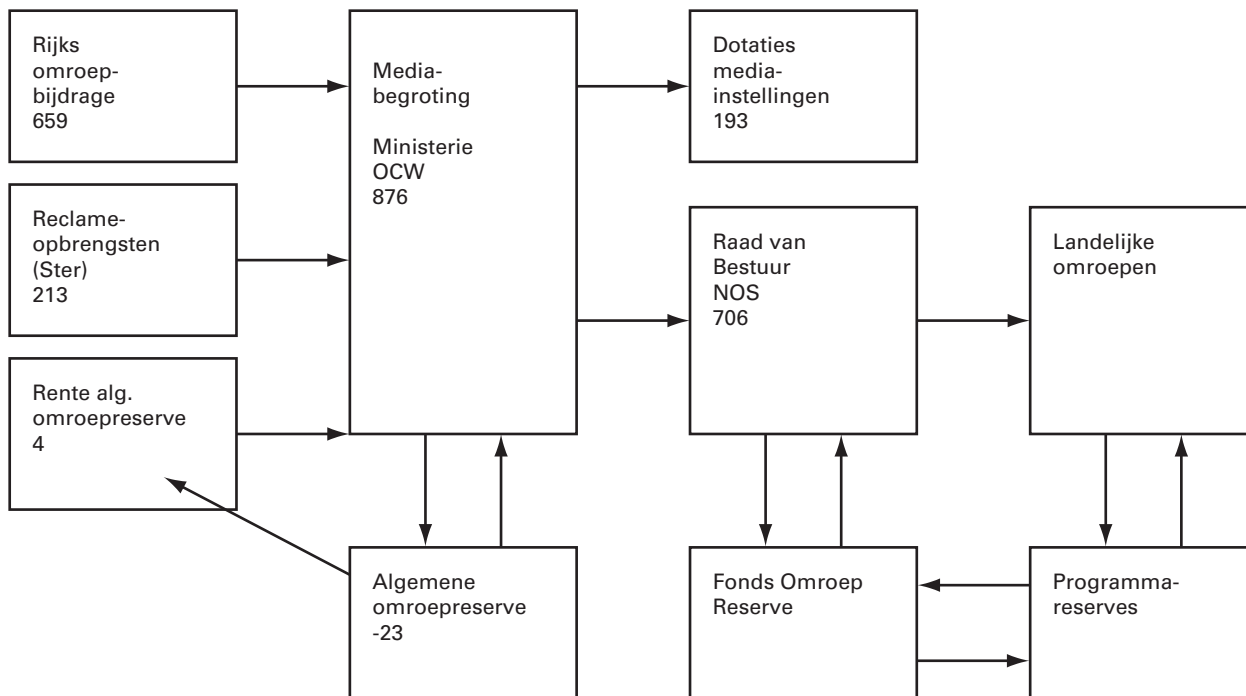 Rijks
omroep-
bijdrage
659
Media-
begroting
Ministerie
OCW
876
Dotaties
media-
instellingen
193
Reclame-
opbrengsten
(Ster)
213
Raad van
Bestuur
NOS
706
Landelijke
omroepen
Rente alg.
omroepreserve
4
Algemene
omroepreserve
-23
Fonds Omroep
Reserve
Programma-
reserves